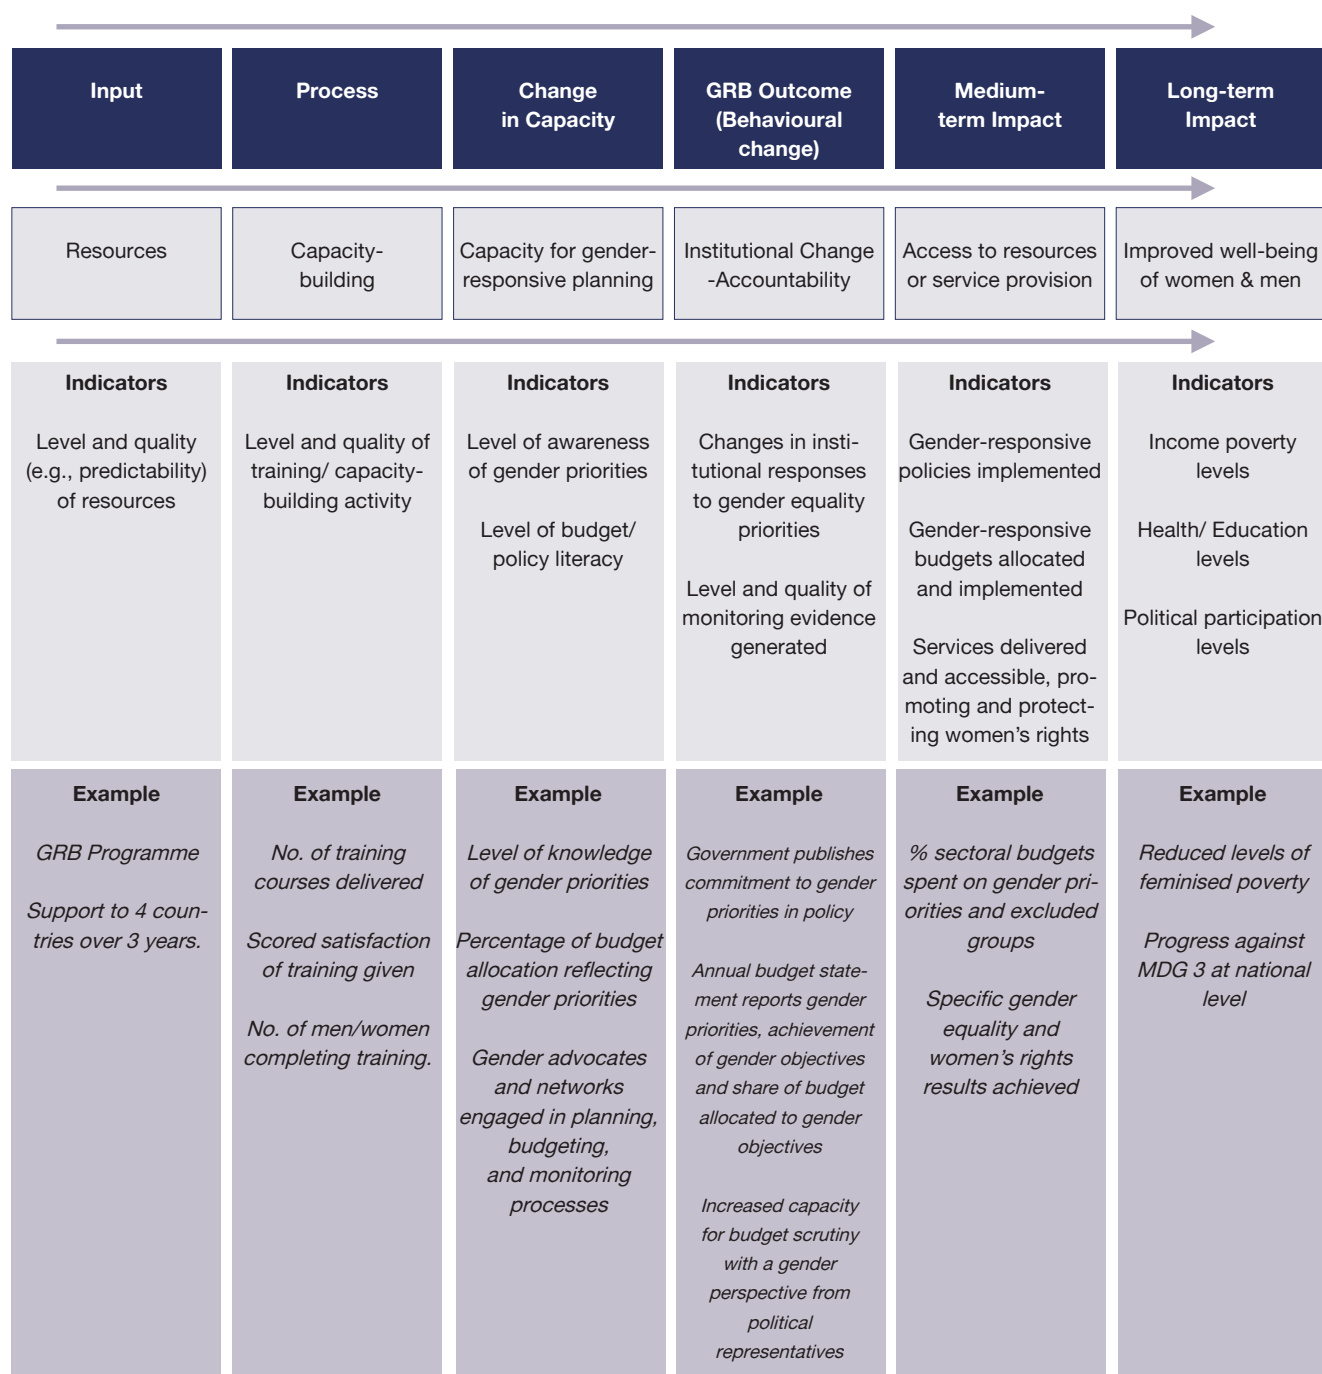 Input
Process
Change
in Capacity
GRB Outcome
(Behavioural
change)
Medium-
term Impact
Long-term
Impact
Resources
Capacity-
building
Capacity for gender-
responsive planning
Institutional Change
-Accountability
Access to resources
or service provision
Improved well-being
of women & men
Indicators
Level and quality
(e.g., predictability)
of resources
Indicators
Level and quality of
training/ capacity-
building activity
Indicators
Level of awareness
of gender priorities
Level of budget/
policy literacy
Indicators
Changes in insti-
tutional responses
to gender equality
priorities
Level and quality of
monitoring evidence
generated
Indicators
Gender-responsive
policies implemented
Gender-responsive
budgets allocated
and implemented
Services delivered
and accessible, pro-
moting and protect-
ing women's rights
Indicators
Income poverty
levels
Health/ Education
levels
Political participation
levels
Example
GRB Programme
Support to 4 coun-
tries over 3 years.
Example
No. of training
courses delivered
Scored satisfaction
of training given
No. of men/women
completing training.
Example
Level of knowledge
of gender priorities
Percentage of budget
allocation reflecting
gender priorities
Gender advocates
and networks
engaged in planning,
budgeting,
and monitoring
processes
Example
Government publishes
commitment to gender
priorities in policy
Annual budget state-
ment reports gender
priorities, achievement
of gender objectives
and share of budget
allocated to gender
objectives
Increased capacity
for budget scrutiny
with a gender
perspective from
political
representatives
Example
% sectoral budgets
spent on gender pri-
orities and excluded
groups
Specific gender
equality and
women's rights
results achieved
Example
Reduced levels of
feminised poverty
Progress against
MDG 3 at national
level